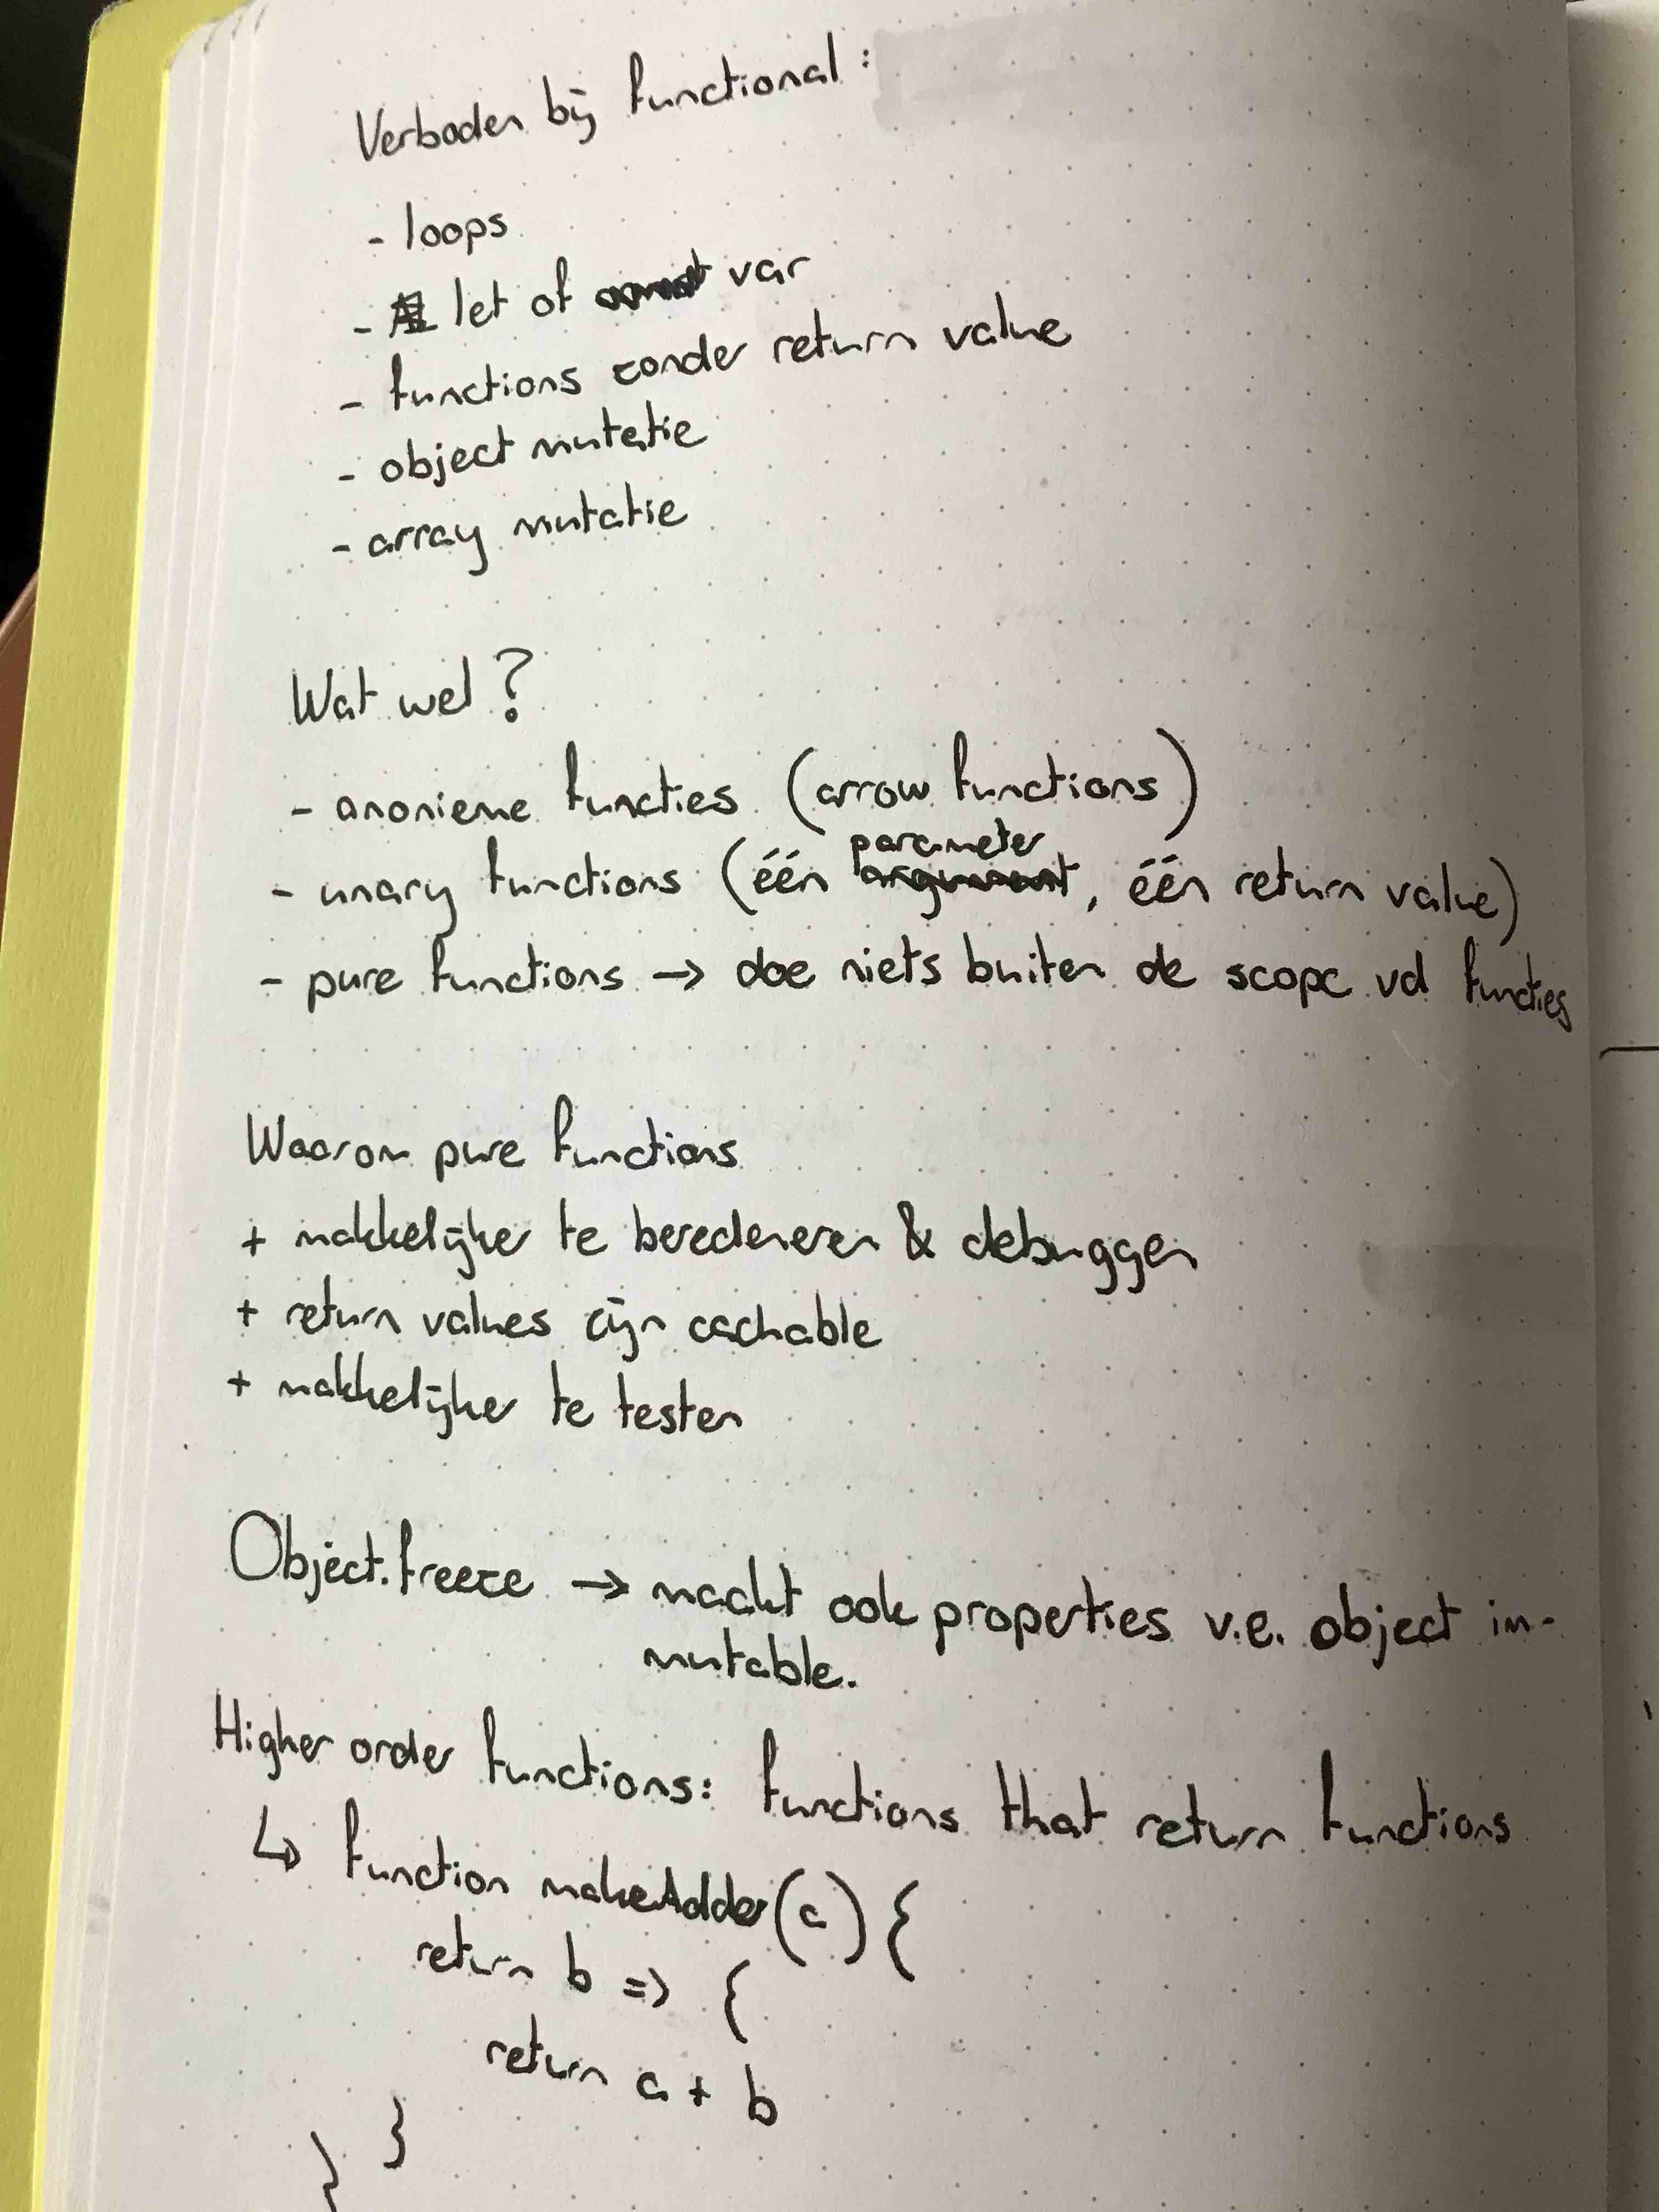 Verboden bij functional:
- loops
- let of var
- functions zonder return value
- object mutatie
- array mutatie
Wat wel?
- anonieme functies (arrow functions)
- unary functions (één parameter, één return value)
- pure functions → doe niets buiten de scope vd functies
Waarom pure functions
+ makkelijker te beredeneren & debuggen
+ return values zijn cachable
+ makkelijker te testen
Object.freeze → maakt ook properties v.e. object im-
mutable.
Higher order functions: functions that return functions
↳ function makeAdder(a) {
return b => {
return a + b
}
}